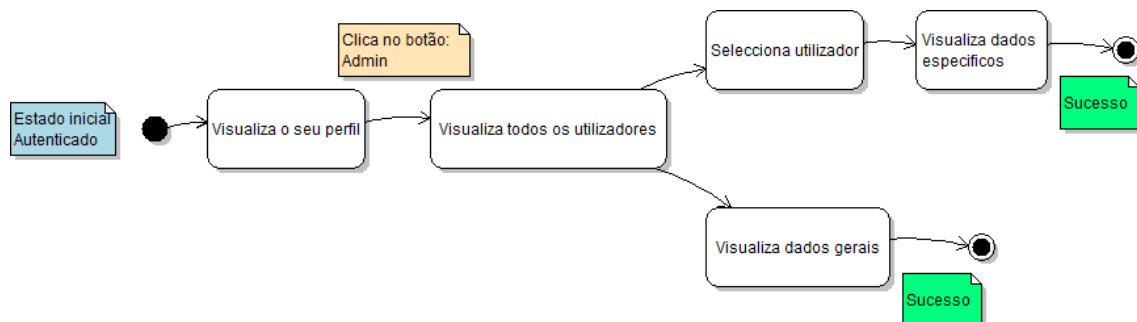 Estado inicial
Autenticado
Visualiza o seu perfil
Clica no botão:
Admin
Visualiza todos os utilizadores
Selecciona utilizador
Visualiza dados
especificos
Sucesso
Visualiza dados gerais
Sucesso